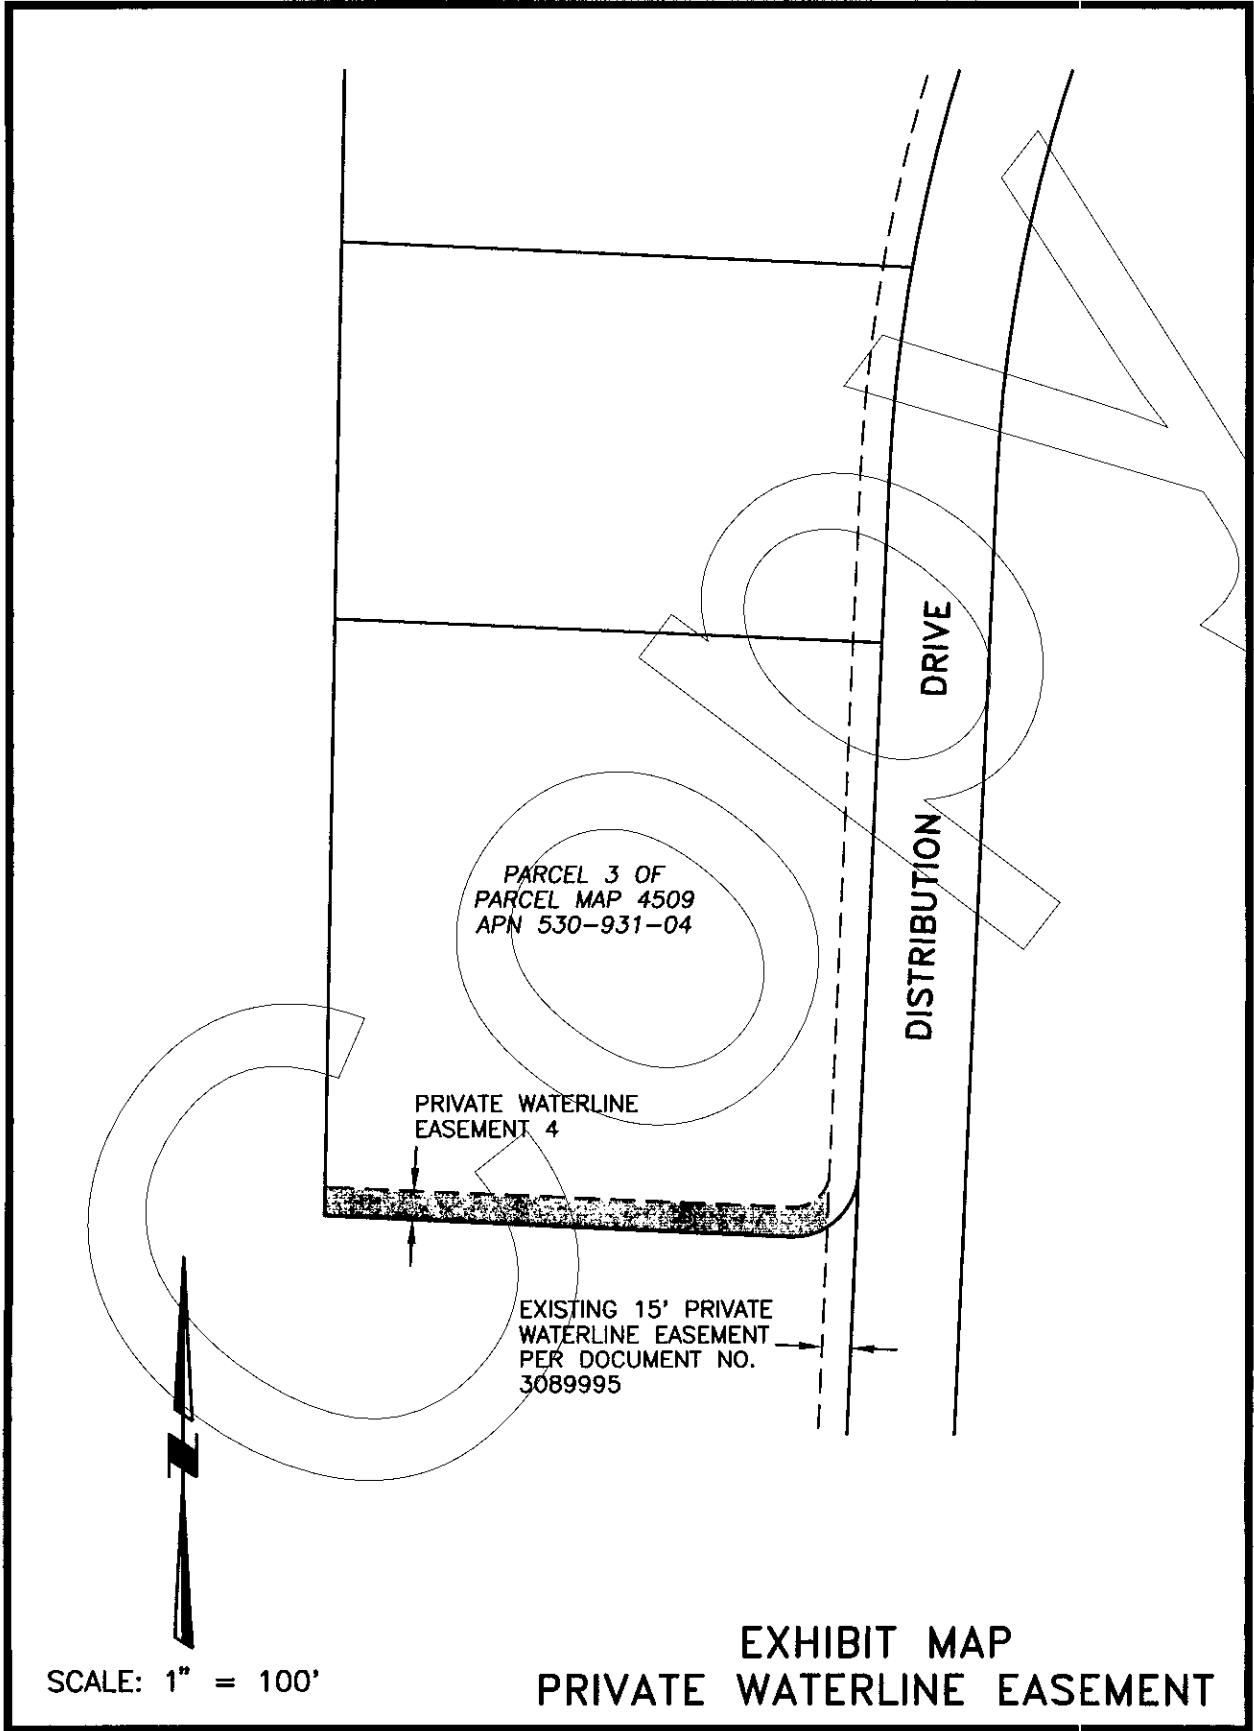 DISTRIBUTION DRIVE
PARCEL 3 OF
PARCEL MAP 4509
APN 530-931-04
PRIVATE WATERLINE
EASEMENT 4
EXISTING 15' PRIVATE
WATERLINE EASEMENT
PER DOCUMENT NO.
3089995
Copy
N
SCALE: 1" = 100'
EXHIBIT MAP
PRIVATE WATERLINE EASEMENT